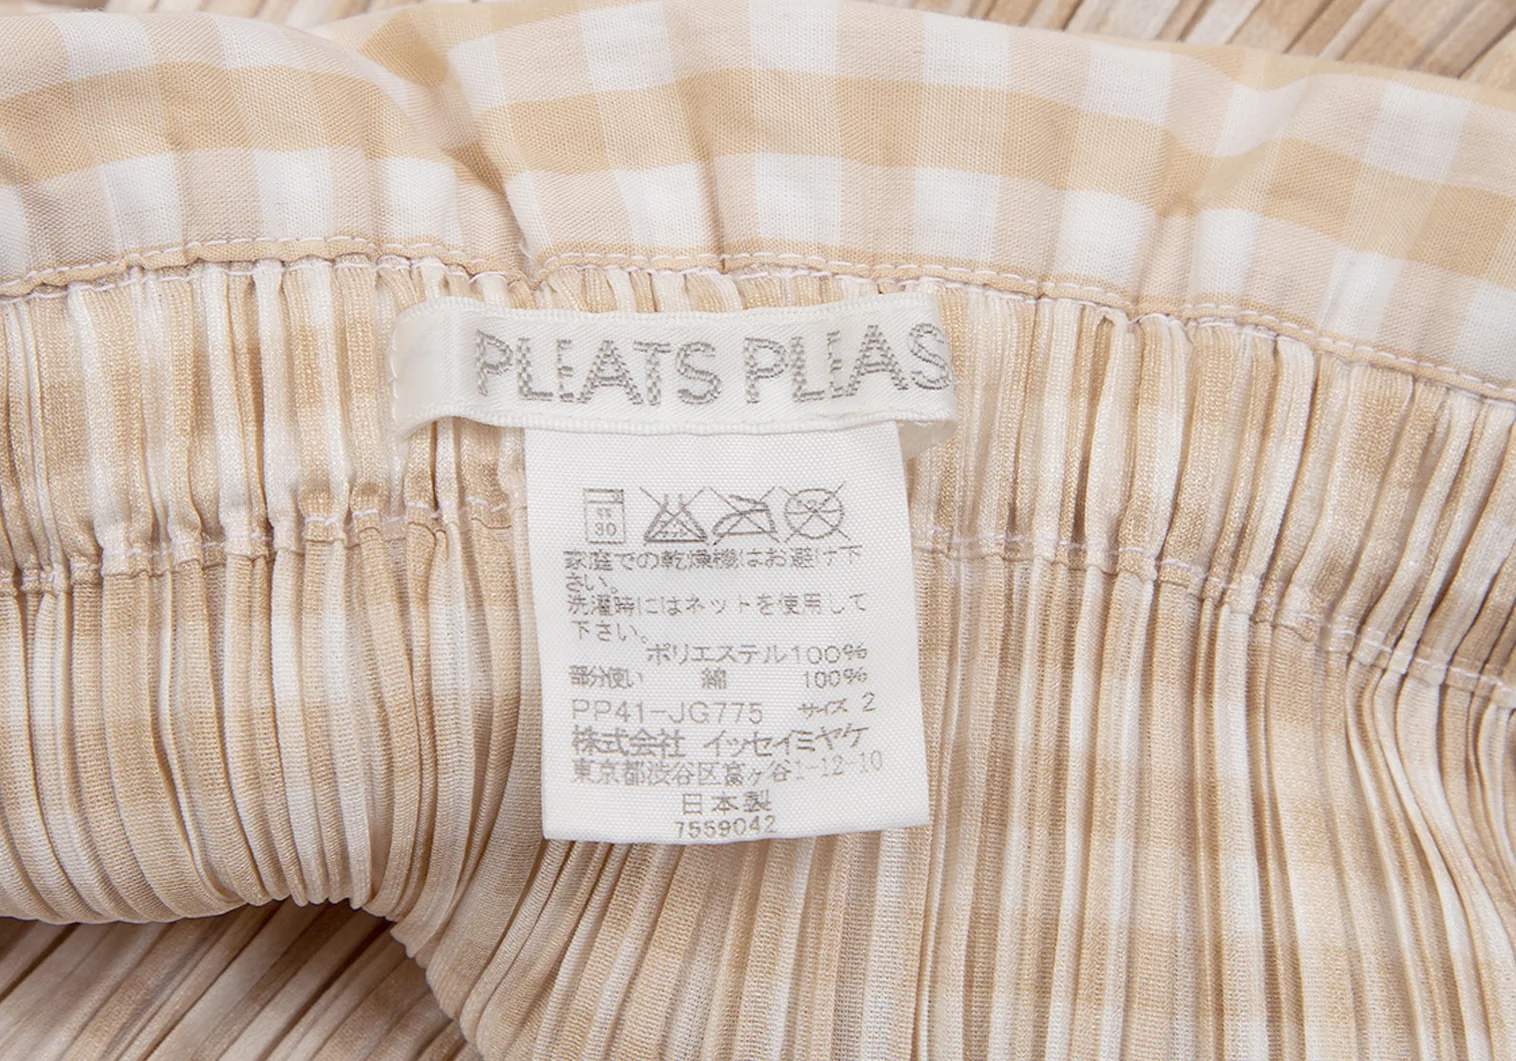 PLEATS PLEAS
弱
30
家庭での乾燥機はお避け下
さい。
洗濯時にはネットを使用して
下さい。
ポリエステル100%
部分使い 綿 100%
PP41-JG775 サイズ 2
株式会社 イッセイミヤケ
東京都渋谷区富ヶ谷1-12-10
日本製
7559042